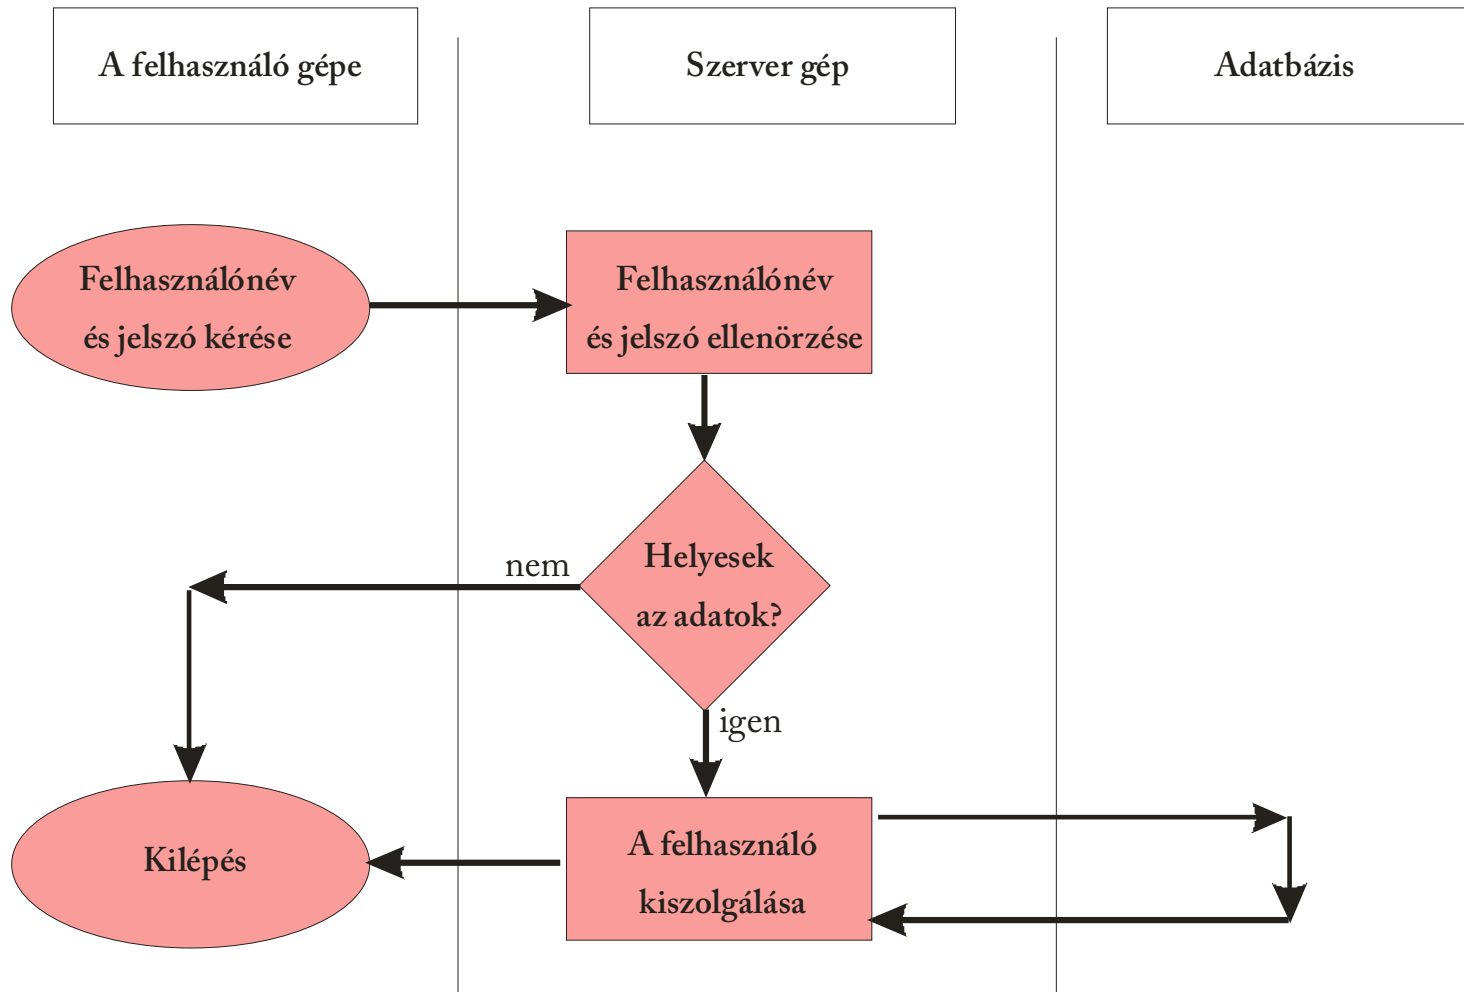 A felhasználó gépe
Szerver gép
Adatbázis
Felhasználónév
és jelszó kérése
Felhasználónév
és jelszó ellenörzése
Helyesek
az adatok?
nem
igen
Kilépés
A felhasználó
kiszolgálása